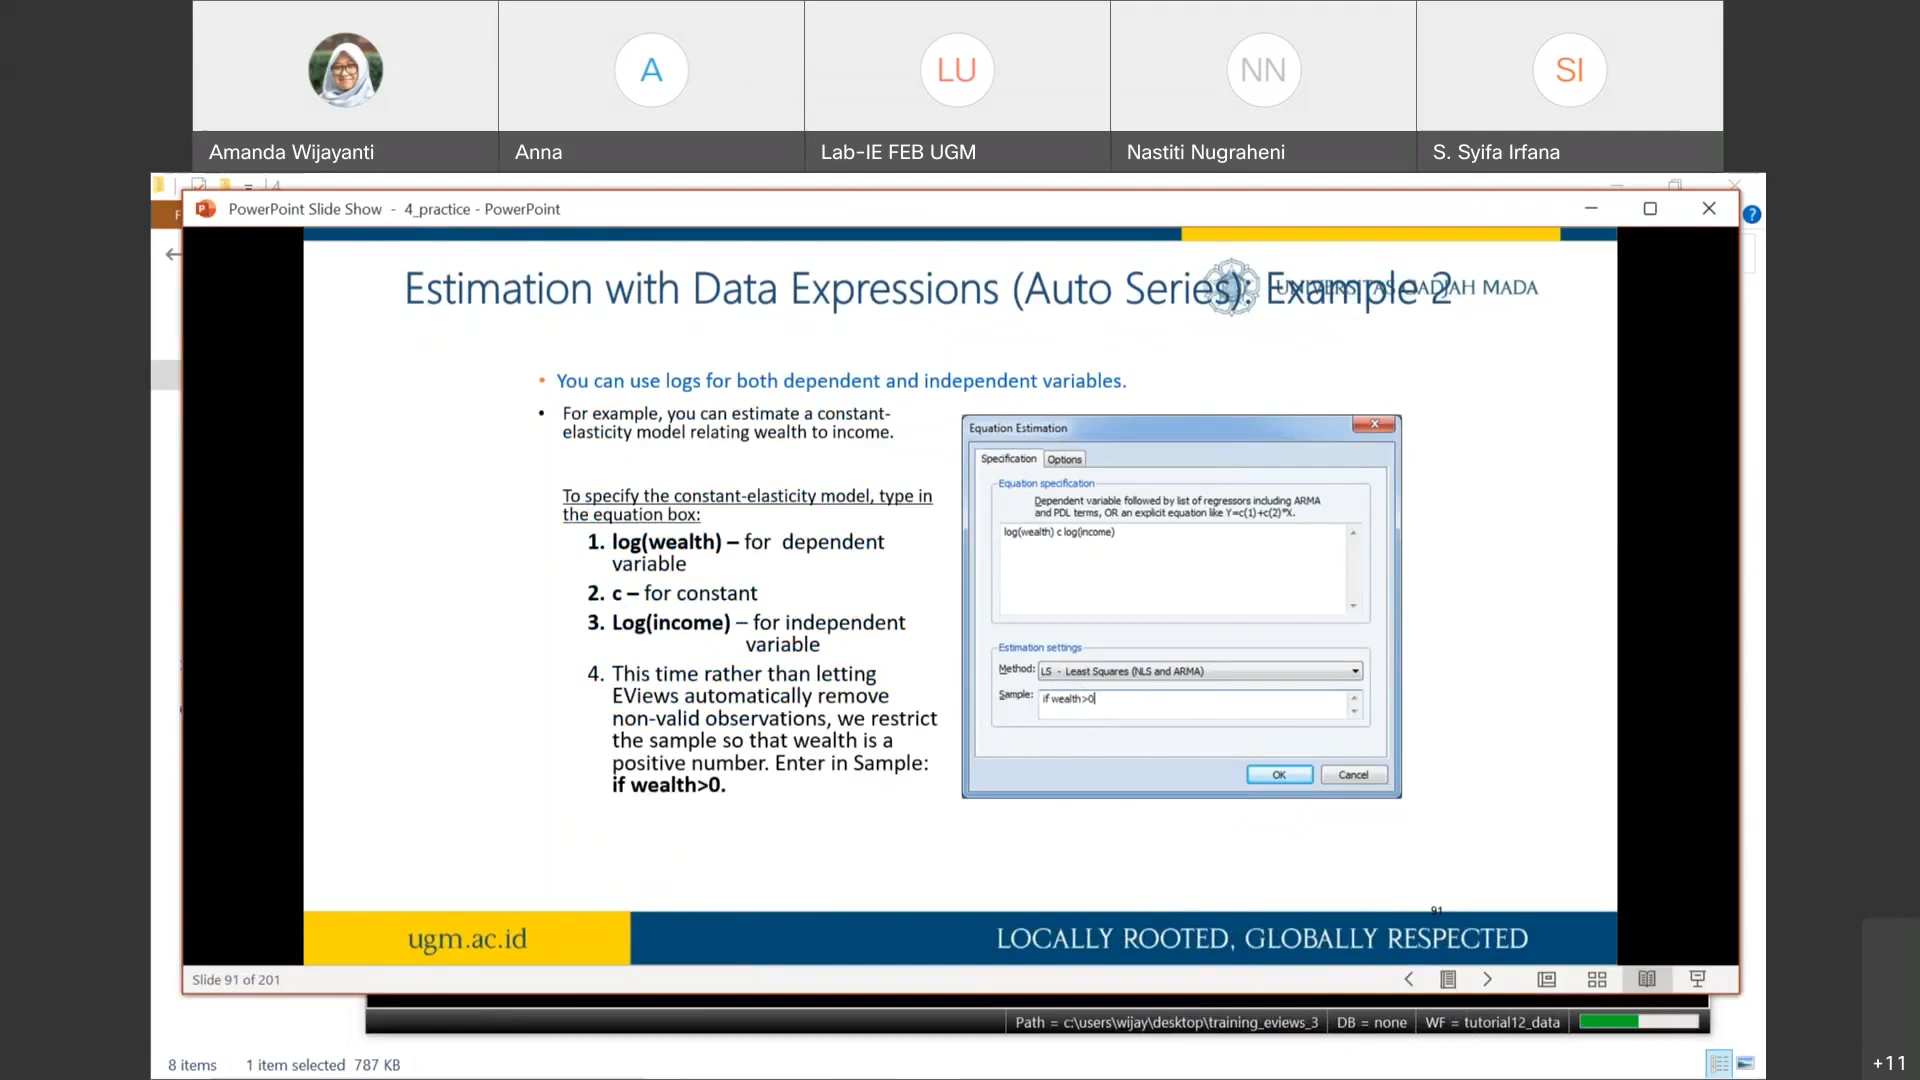 A
LU
NN
SI
Amanda Wijayanti
Anna
Lab-IE FEB UGM
Nastiti Nugraheni
S. Syifa Irfana
4
F
PowerPoint Slide Show - 4_practice - PowerPoint
?
Estimation with Data Expressions (Auto Series): Example 2
UNIVERSITAS GADJAH MADA
• You can use logs for both dependent and independent variables.
• For example, you can estimate a constant-
elasticity model relating wealth to income.
To specify the constant-elasticity model, type in
the equation box:
1. log(wealth) – for dependent
variable
2. c – for constant
3. Log(income) – for independent
variable
4. This time rather than letting
EViews automatically remove
non-valid observations, we restrict
the sample so that wealth is a
positive number. Enter in Sample:
if wealth>0.
Equation Estimation
Specification Options
Equation specification
Dependent variable followed by list of regressors including ARMA
and PDL terms, OR an explicit equation like Y=c(1)+c(2)*X.
log(wealth) c log(income)
Estimation settings
Method: LS - Least Squares (NLS and ARMA)
Sample: if wealth>0
OK Cancel
91
ugm.ac.id
LOCALLY ROOTED, GLOBALLY RESPECTED
Slide 91 of 201
Path = c:\users\wijay\desktop\training_eviews_3 DB = none WF = tutorial12_data
8 items 1 item selected 787 KB
+11